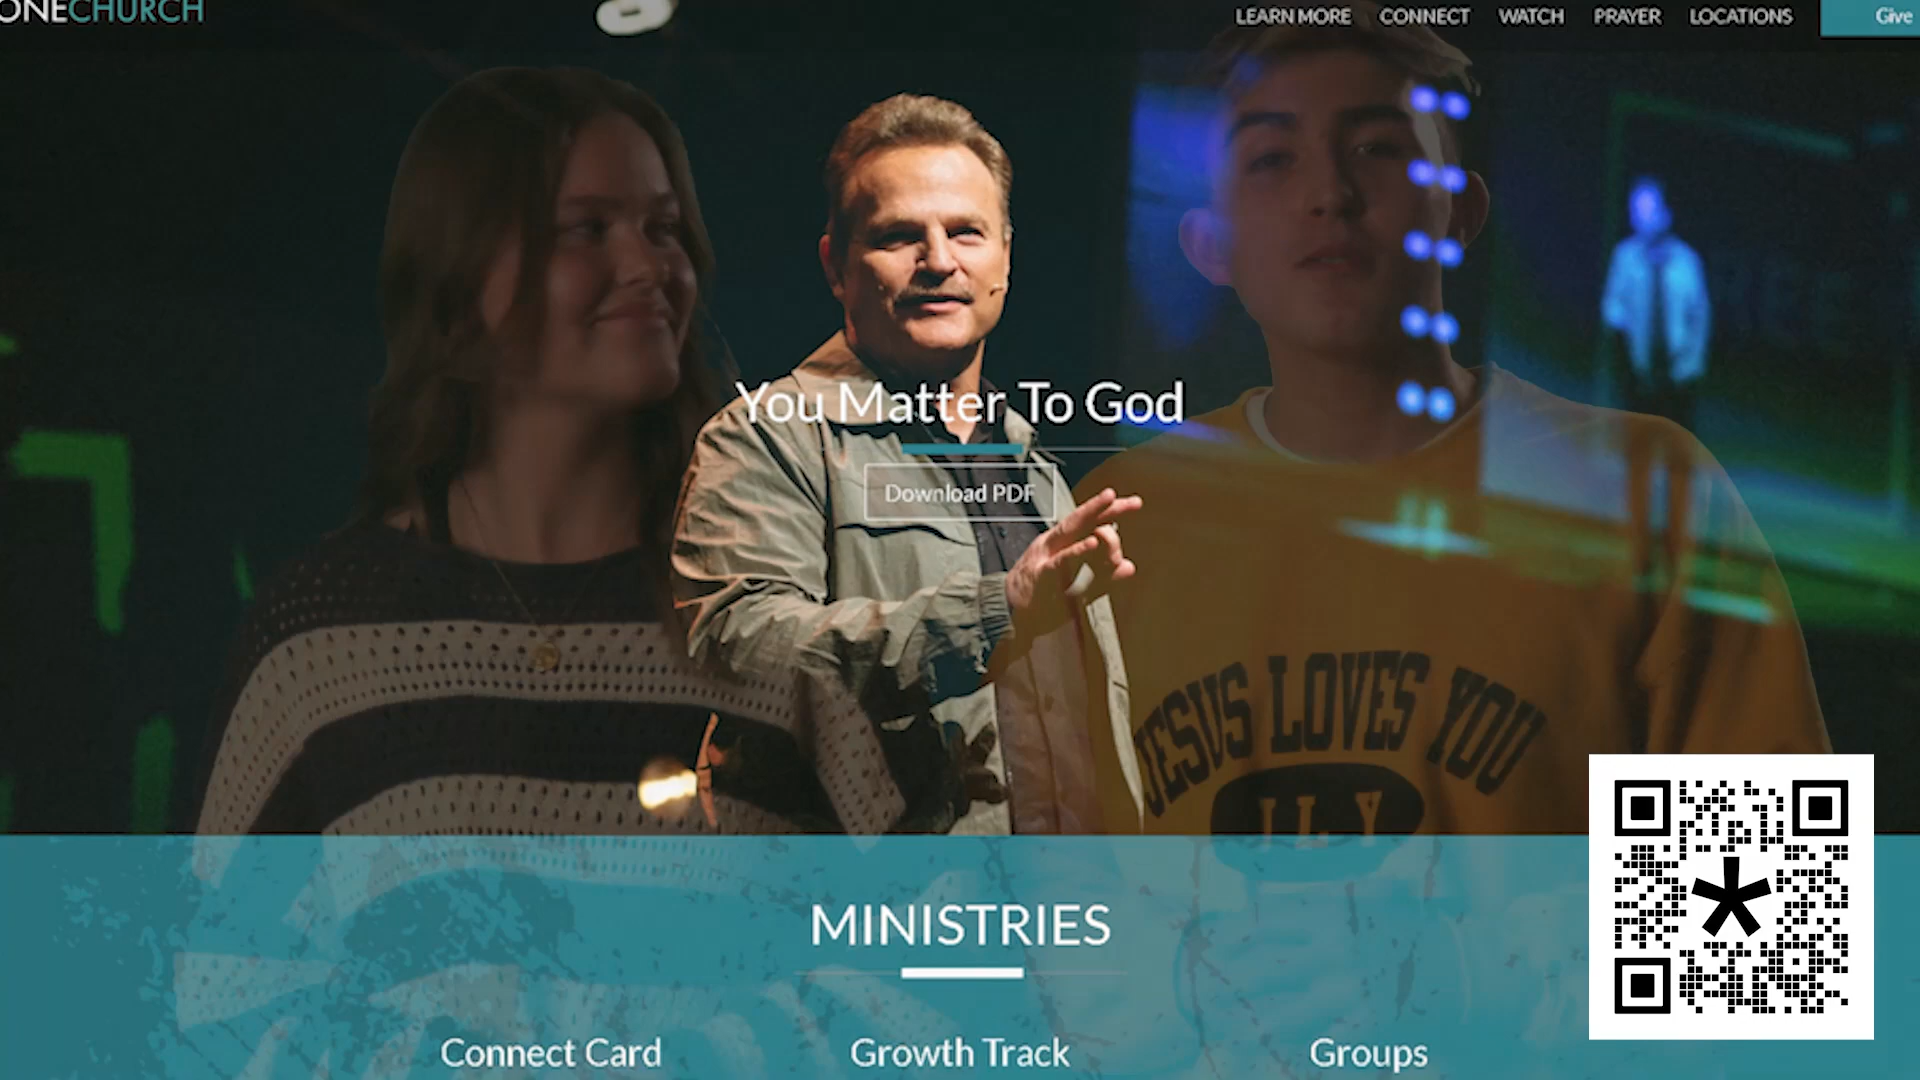 ONECHURCH
LEARN MORE CONNECT WATCH PRAYER LOCATIONS Give
You Matter To God
Download PDF
JESUS LOVES YOU
JLY
MINISTRIES
Connect Card Growth Track Groups